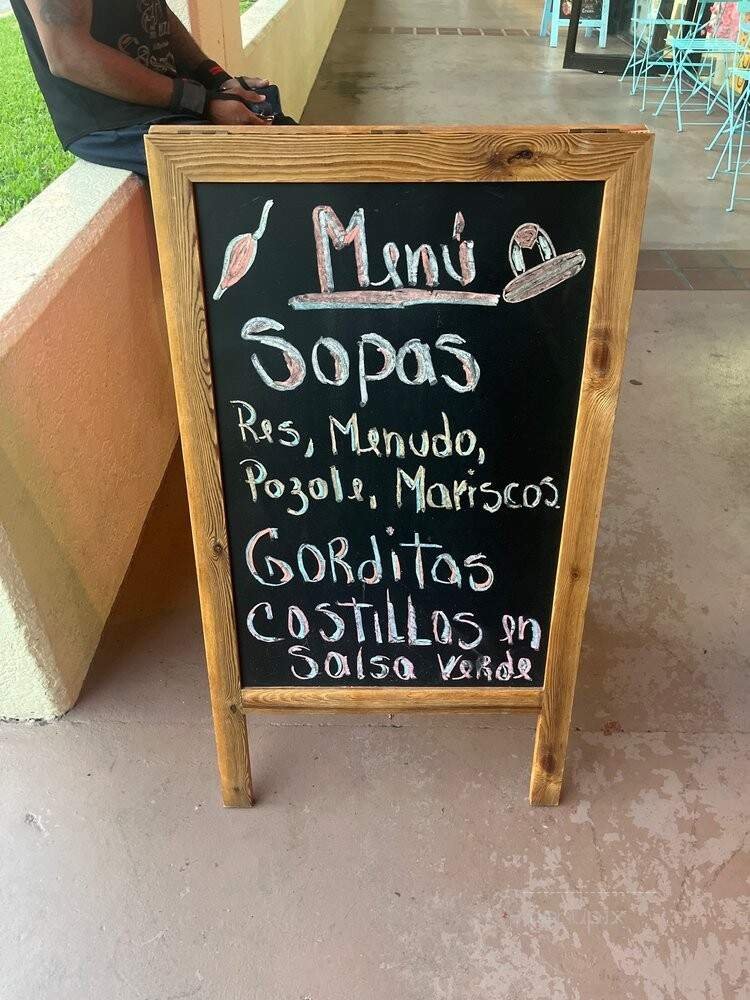 Menú
Sopas
Res, Menudo,
Pozole, Mariscos.
Gorditas
Costillas en
Salsa Verde